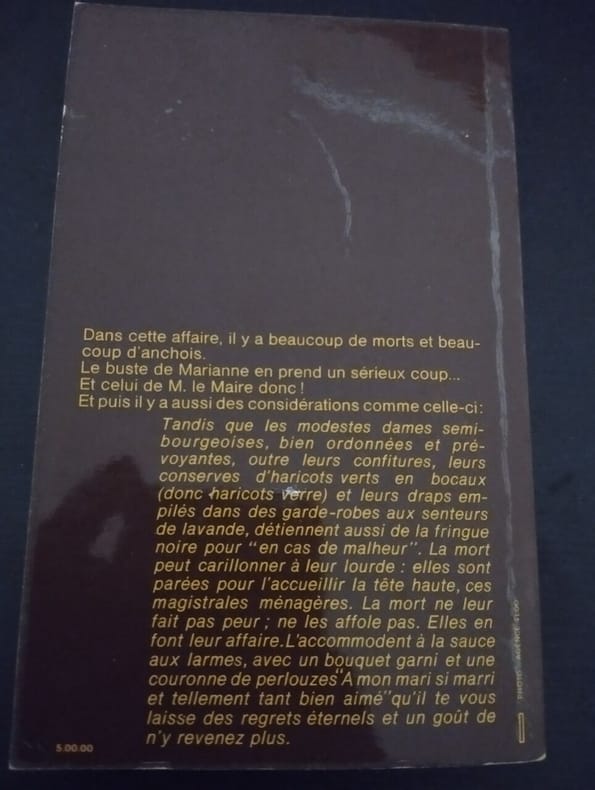 Dans cette affaire, il y a beaucoup de morts et beau-
coup d'anchois.
Le buste de Marianne en prend un sérieux coup...
Et celui de M. le Maire donc !
Et puis il y a aussi des considérations comme celle-ci :
Tandis que les modestes dames semi-
bourgeoises, bien ordonnées et pré-
voyantes, outre leurs confitures, leurs
conserves d'haricots verts en bocaux
(donc haricots verre) et leurs draps em-
pilés dans des garde-robes aux senteurs
de lavande, détiennent aussi de la fringue
noire pour "en cas de malheur". La mort
peut carillonner à leur lourde : elles sont
parées pour l'accueillir la tête haute, ces
magistrales ménagères. La mort ne leur
fait pas peur ; ne les affole pas. Elles en
font leur affaire. L'accommodent à la sauce
aux larmes, avec un bouquet garni et une
couronne de perlouzes "A mon mari si marri
et tellement tant bien aimé" qu'il te vous
laisse des regrets éternels et un goût de
n'y revenez plus.
5.00.00
PHOTO : AGENCE